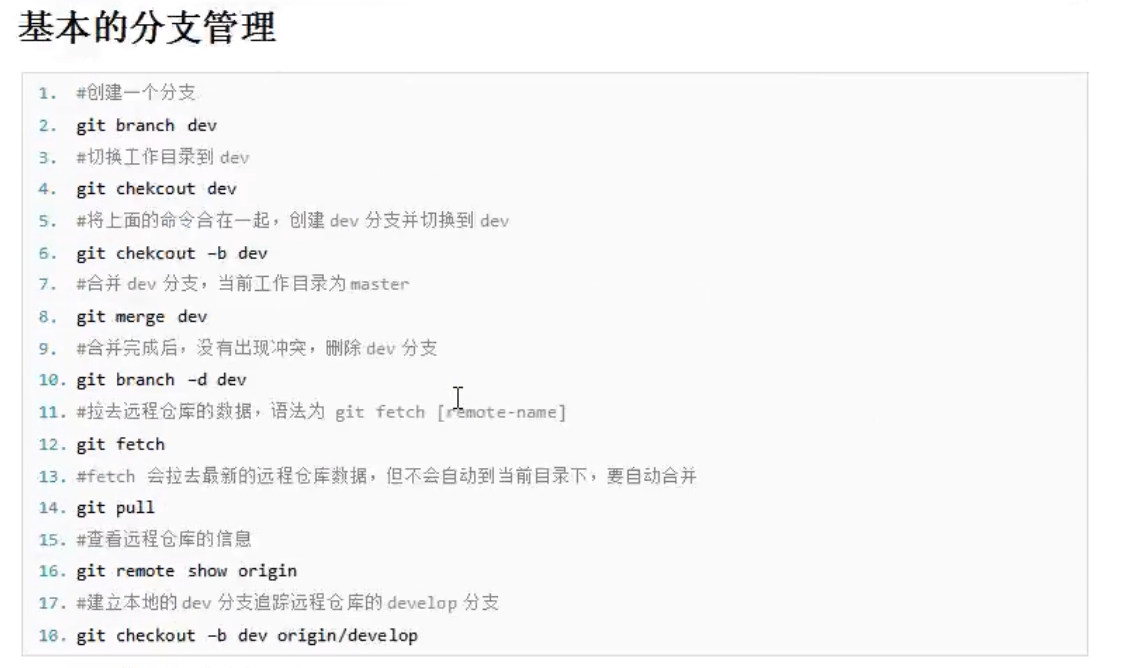 基本的分支管理
1. #创建一个分支
2. git branch dev
3. #切换工作目录到 dev
4. git chekcout dev
5. #将上面的命令合在一起，创建 dev 分支并切换到 dev
6. git chekcout -b dev
7. #合并 dev 分支，当前工作目录为 master
8. git merge dev
9. #合并完成后，没有出现冲突，删除 dev 分支
10. git branch -d dev
11. #拉去远程仓库的数据，语法为 git fetch [remote-name]
12. git fetch
13. #fetch 会拉去最新的远程仓库数据，但不会自动到当前目录下，要自动合并
14. git pull
15. #查看远程仓库的信息
16. git remote show origin
17. #建立本地的 dev 分支追踪远程仓库的 develop 分支
18. git checkout -b dev origin/develop